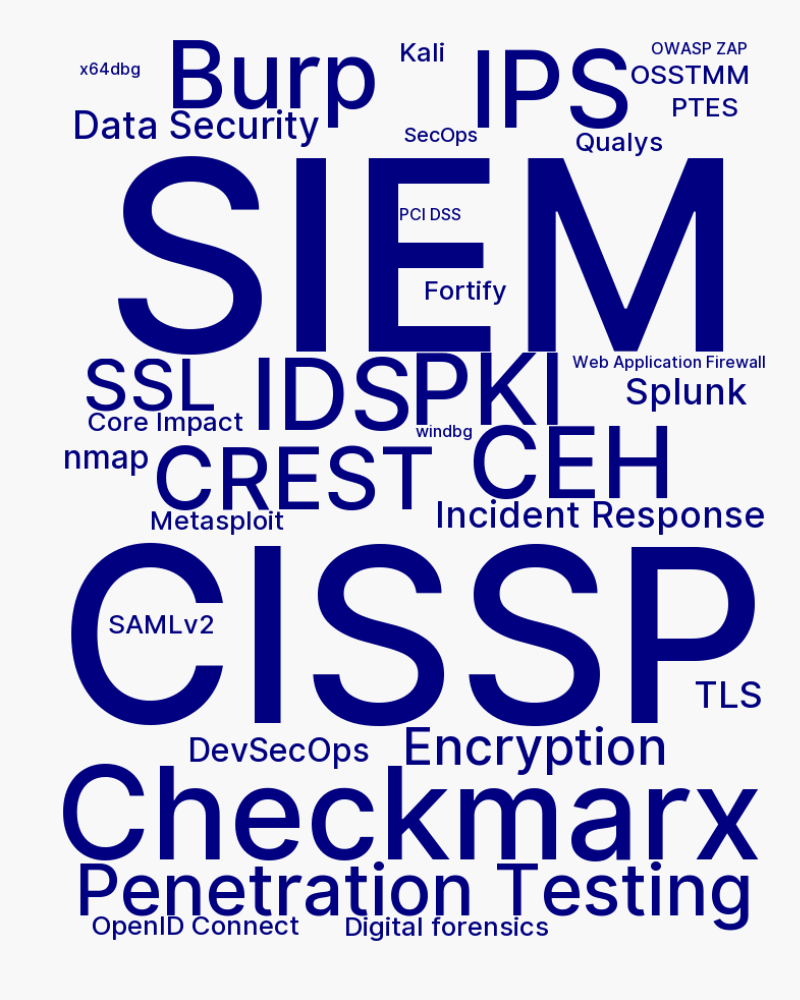 x64dbg
Burp
Kali
IPS
OWASP ZAP
OSSTMM
PTES
Data Security
SecOps
Qualys
SIEM
PCI DSS
Fortify
SSL
IDS
PKI
Web Application Firewall
Splunk
Core Impact
windbg
nmap
CREST
CEH
Metasploit
Incident Response
CISSP
SAMLv2
TLS
DevSecOps
Encryption
Checkmarx
Penetration Testing
OpenID Connect
Digital forensics